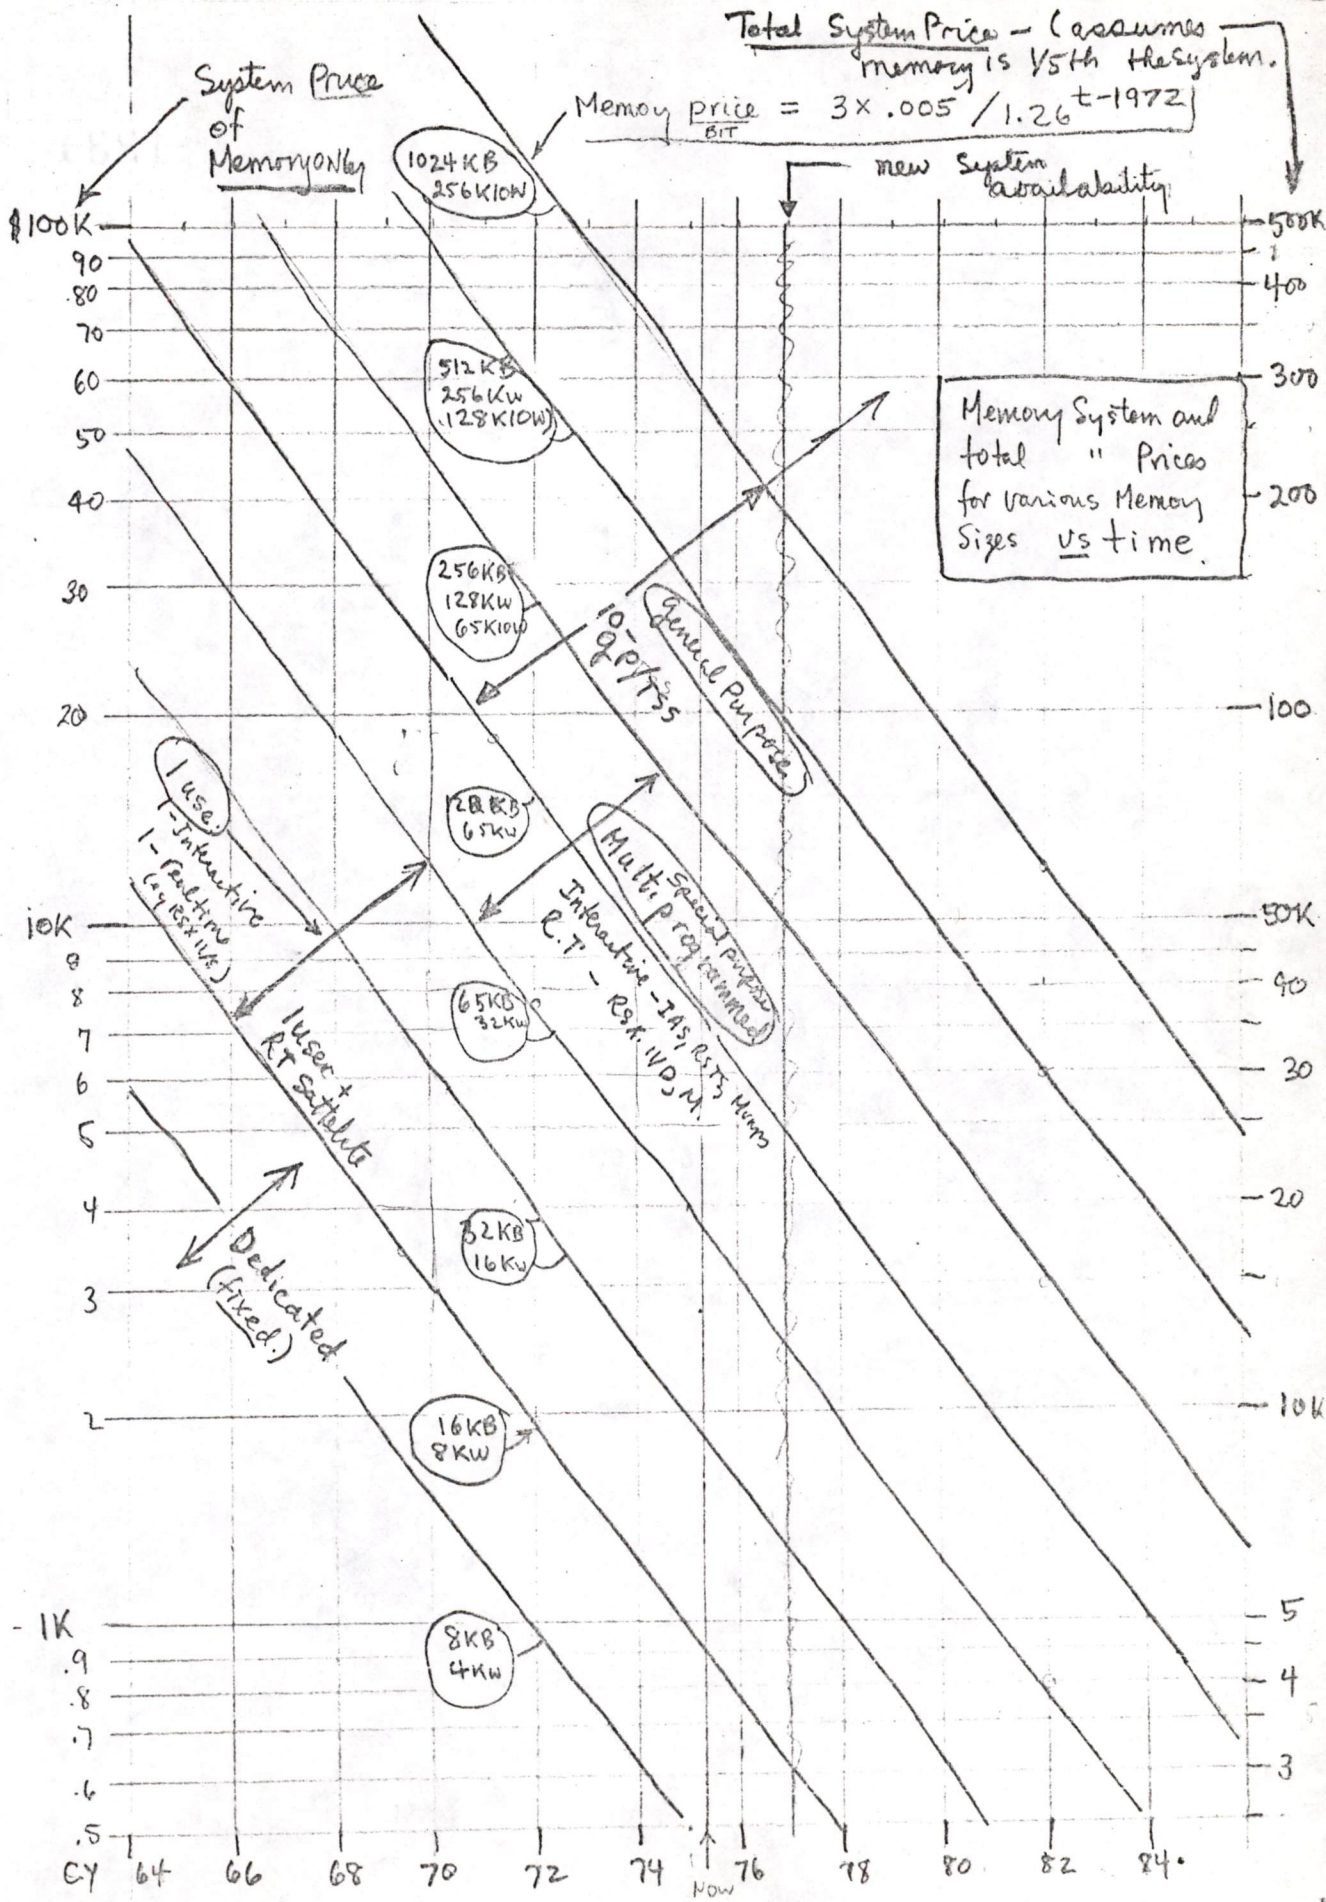 Total System Price - (assumes
memory is 1/5th the system.
System Price
of
Memory Only
Memoy price / BIT = 3 x .005 / 1.26^t-1972
new system
availability
1024KB
256K10W
$100K
90
80
70
60
50
40
30
20
10K
9
8
7
6
5
4
3
2
1K
.9
.8
.7
.6
.5
500K
400
300
200
100
50K
40
30
20
10K
5
4
3
512KB
256KW
128K10W
Memory System and
total " Prices
for various Memory
Sizes vs time.
256KB
128KW
65K10W
10-
gp/TSS
general Purpose
128KB
65KW
Special purpose
Multiprogrammed
Interactive - IAS, RSTS, Mumps
R.T - RSX.11/D, M.
1 use.
1-Interactive
1-realtime
65KB
32KW
1 user +
RT Sattelite
32KB
16KW
Dedicated
(fixed.)
16KB
8KW
8KB
4KW
CY 64 66 68 70 72 74 76 78 80 82 84
NOW